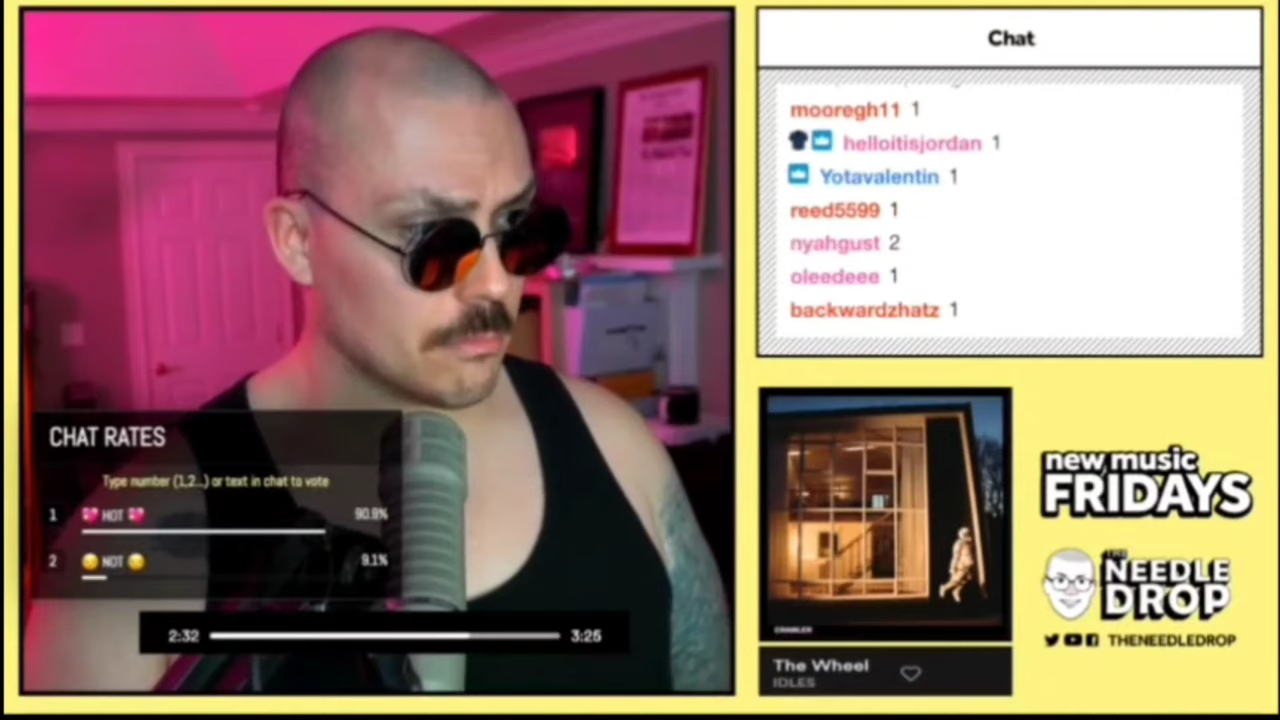 Chat
mooregh11 1
helloitisjordan 1
Yotavalentin 1
reed5599 1
nyahgust 2
oleedeee 1
backwardzhatz 1
CHAT RATES
Type number (1,2...) or text in chat to vote
1 💖 HOT 💖 90.9%
2 NOT 9.1%
2:32 3:25
CRAWLER
The Wheel
IDLES
new music
FRIDAYS
THE
NEEDLE
DROP
THENEEDLEDROP